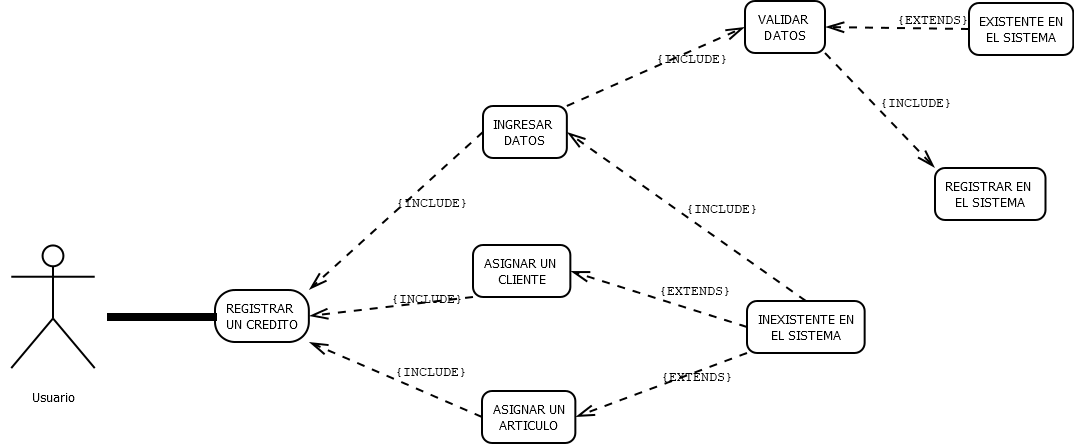 VALIDAR
DATOS
{EXTENDS}
EXISTENTE EN
EL SISTEMA
{INCLUDE}
{INCLUDE}
INGRESAR
DATOS
REGISTRAR EN
EL SISTEMA
{INCLUDE}
{INCLUDE}
ASIGNAR UN
CLIENTE
{EXTENDS}
{INCLUDE}
REGISTRAR
UN CREDITO
INEXISTENTE EN
EL SISTEMA
{INCLUDE}
{EXTENDS}
Usuario
ASIGNAR UN
ARTICULO